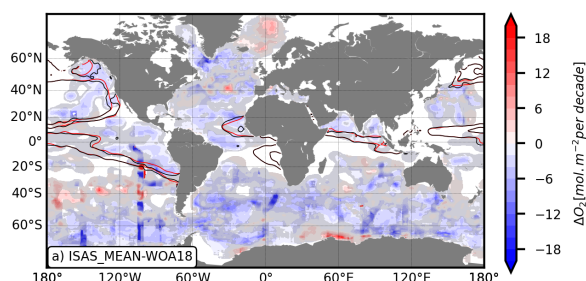 60°N
40°N
20°N
0°
20°S
40°S
60°S
a) ISAS_MEAN-WOA18
180° 120°W 60°W 0° 60°E 120°E 180°
18
12
6
0
−6
−12
−18
ΔO₂[mol. m⁻² per decade]